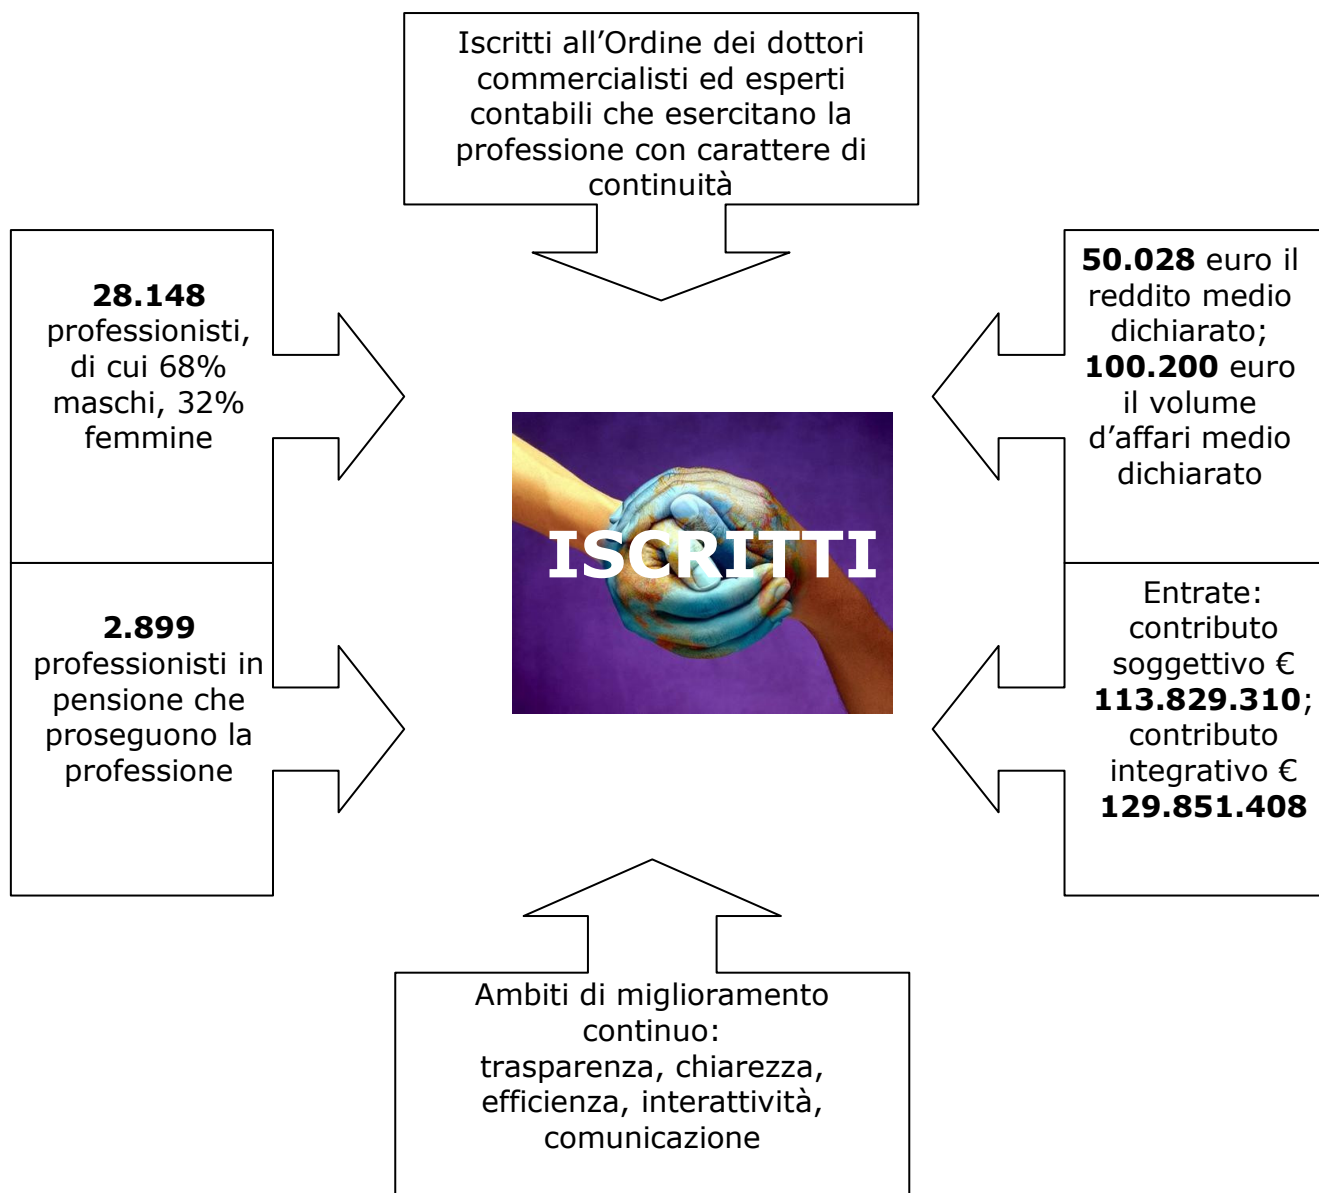 Iscritti all’Ordine dei dottori
commercialisti ed esperti
contabili che esercitano la
professione con carattere di
continuità
28.148
professionisti,
di cui 68%
maschi, 32%
femmine
50.028 euro il
reddito medio
dichiarato;
100.200 euro
il volume
d’affari medio
dichiarato
ISCRITTI
2.899
professionisti in
pensione che
proseguono la
professione
Entrate:
contributo
soggettivo €
113.829.310;
contributo
integrativo €
129.851.408
Ambiti di miglioramento
continuo:
trasparenza, chiarezza,
efficienza, interattività,
comunicazione